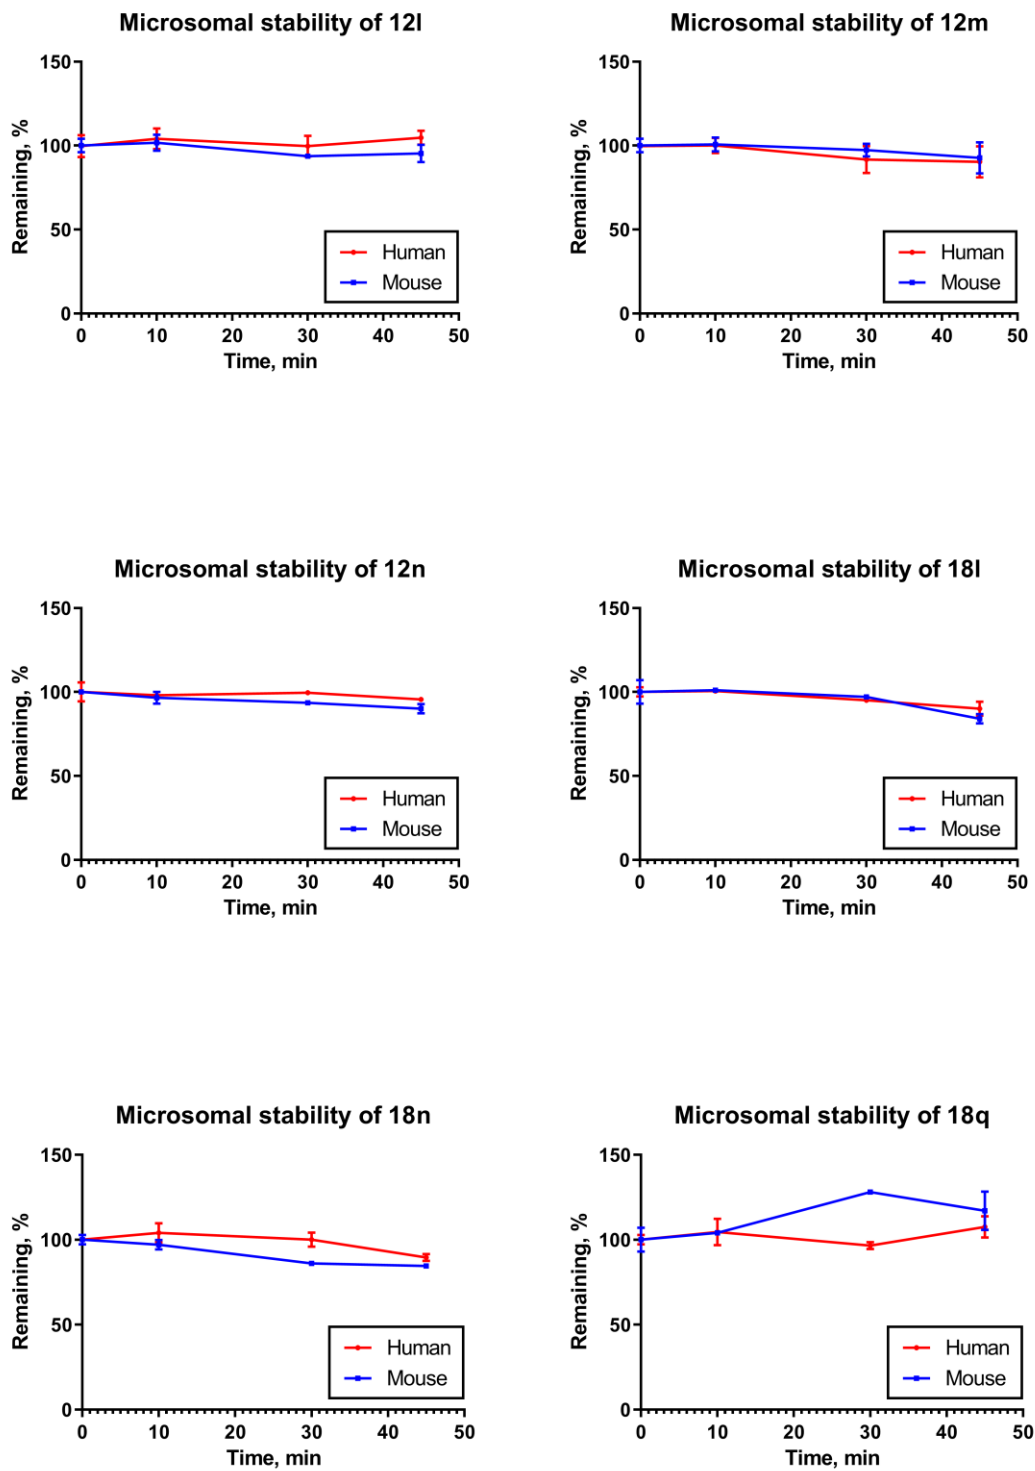 Microsomal stability of 12l
Remaining, %
150
100
50
0
Human
Mouse
0 10 20 30 40 50
Time, min
Microsomal stability of 12m
Remaining, %
150
100
50
0
Human
Mouse
0 10 20 30 40 50
Time, min
Microsomal stability of 12n
Remaining, %
150
100
50
0
Human
Mouse
0 10 20 30 40 50
Time, min
Microsomal stability of 18l
Remaining, %
150
100
50
0
Human
Mouse
0 10 20 30 40 50
Time, min
Microsomal stability of 18n
Remaining, %
150
100
50
0
Human
Mouse
0 10 20 30 40 50
Time, min
Microsomal stability of 18q
Remaining, %
150
100
50
0
Human
Mouse
0 10 20 30 40 50
Time, min